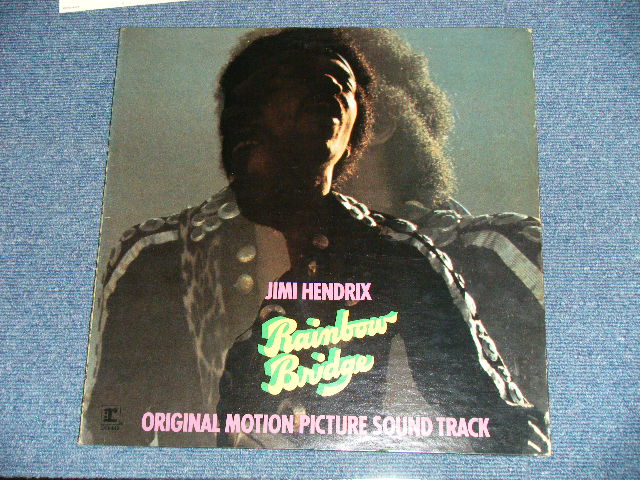 JIMI HENDRIX
Rainbow
Bridge
ORIGINAL MOTION PICTURE SOUND TRACK